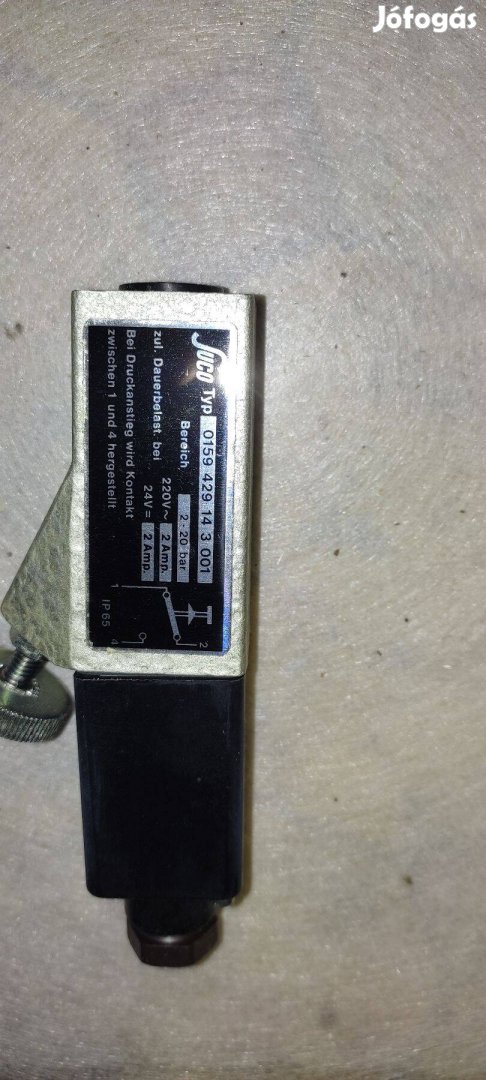 Jófogás
Soco Typ 0159 429 14 3 001
Bereich 2 - 20 bar
zul. Dauerbelast. bei 220V~ 2 Amp.
24V= 2 Amp.
Bei Druckanstieg wird Kontakt
zwischen 1 und 4 hergestellt
1
2
4
IP65